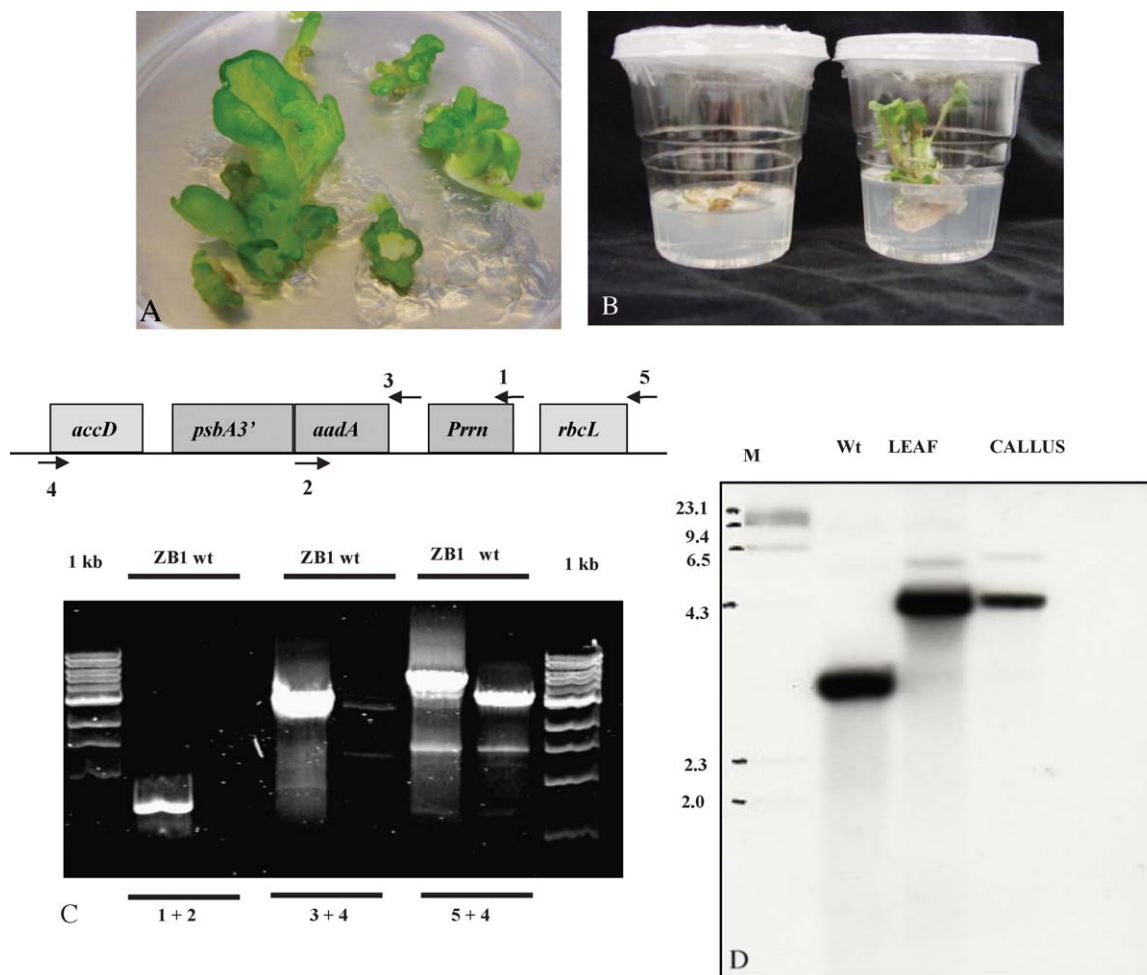 A
B
3 1 5
accD psbA3' aadA Prrn rbcL
4 2
1 kb ZB1 wt ZB1 wt ZB1 wt 1 kb
1 + 2 3 + 4 5 + 4
C
M Wt LEAF CALLUS
23.1
9.4
6.5
4.3
2.3
2.0
D